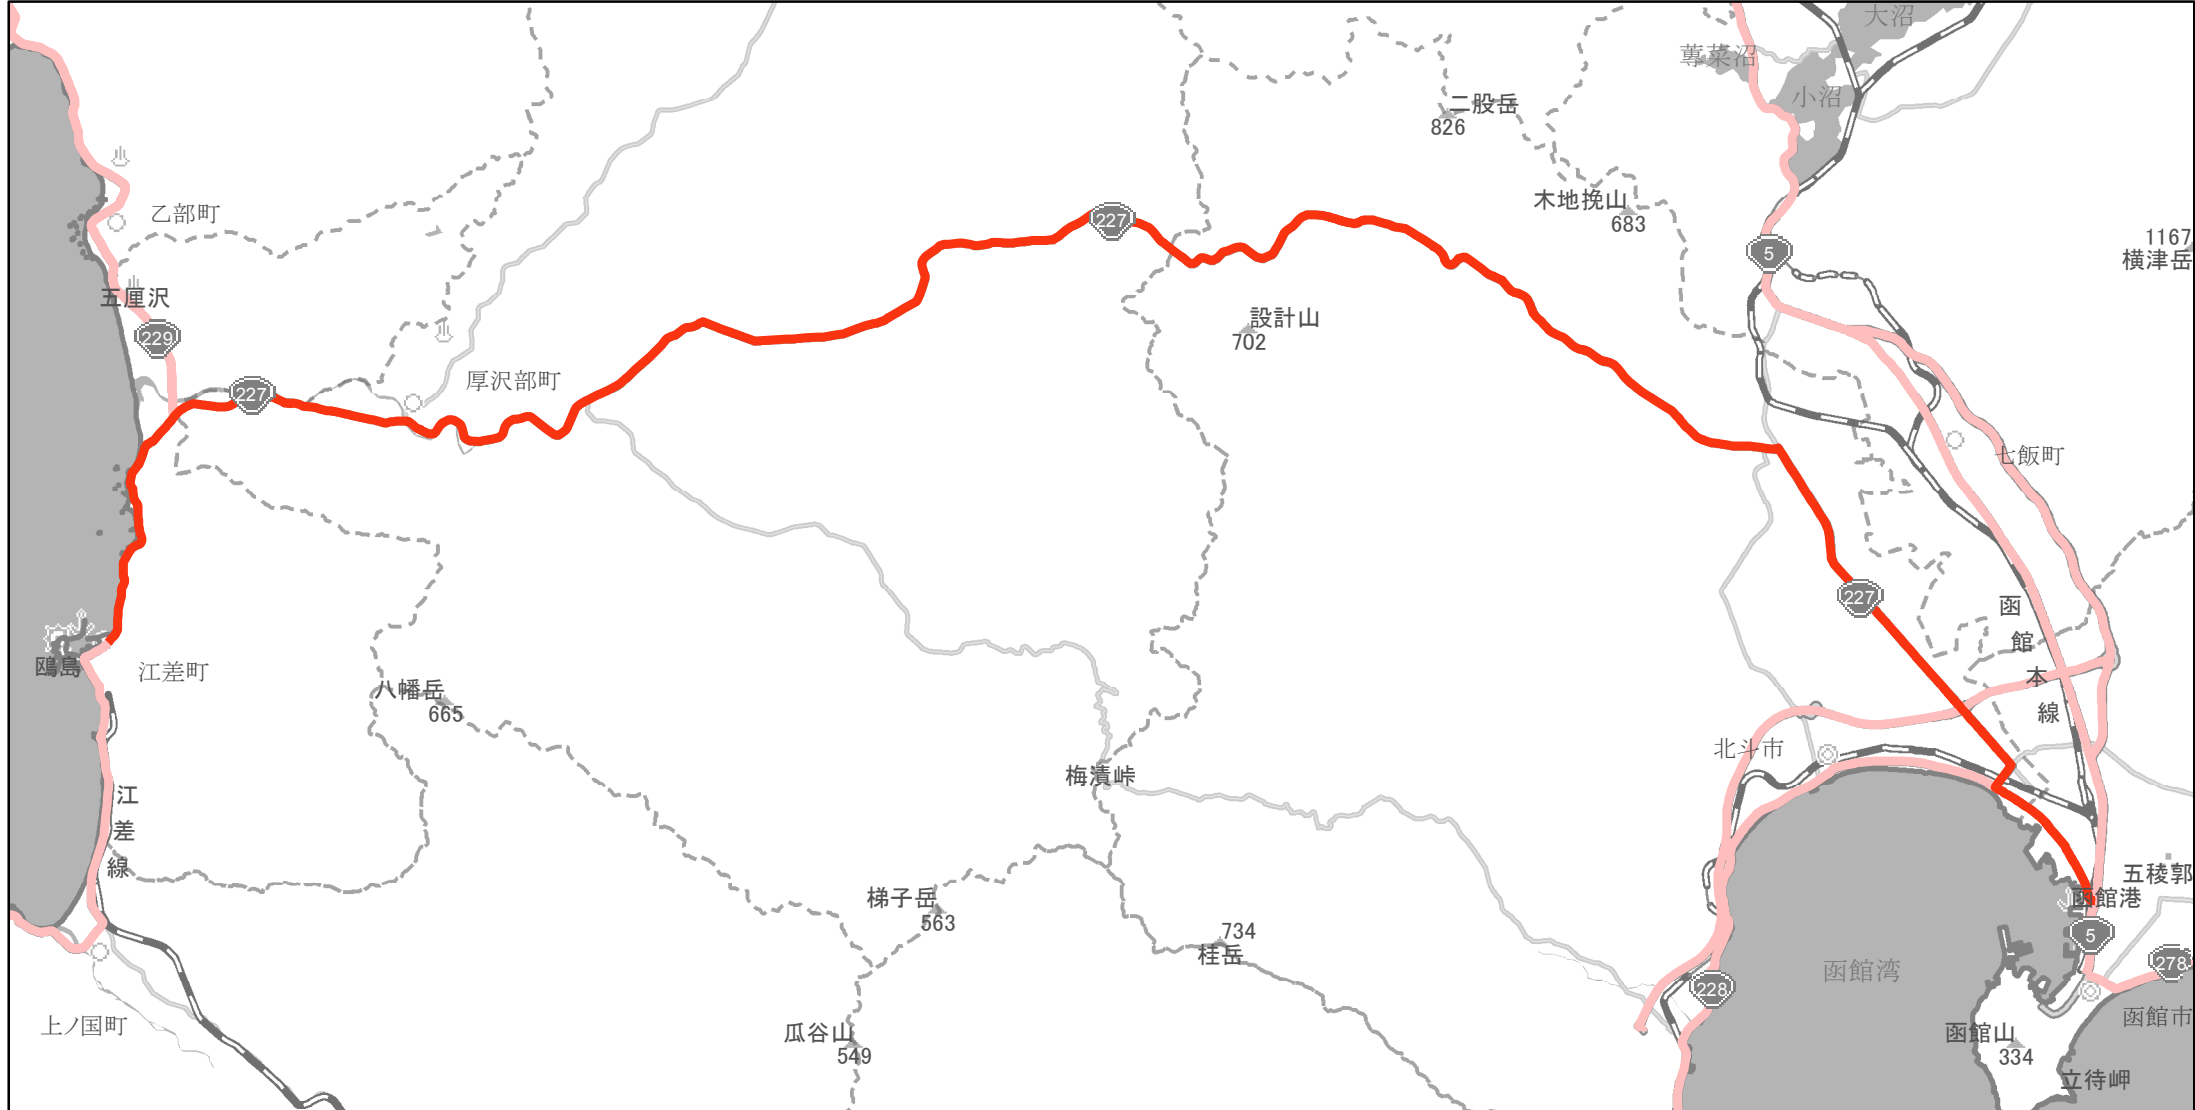 大沼
蓴菜沼
小沼
二股岳
826
木地挽山
683
乙部町
227
5
1167
横津岳
五厘沢
229
設計山
702
227
厚沢部町
七飯町
227
函
館
本
線
鴎島
江差町
八幡岳
665
北斗市
梅漬峠
江
差
線
五稜郭
梯子岳
563
函館港
734
桂岳
5
278
函館湾
228
上ノ国町
瓜谷山
549
函館山
334
函館市
立待岬